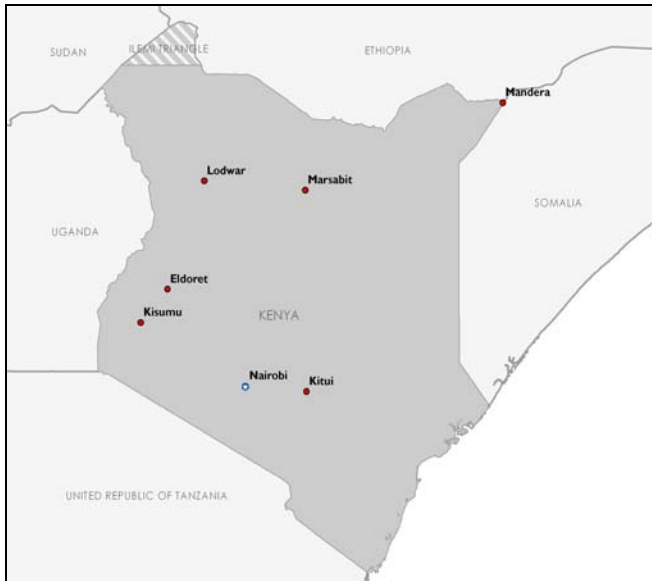 SUDAN
ILEMI TRIANGLE
ETHIOPIA
Mandera
Lodwar
Marsabit
SOMALIA
UGANDA
Eldoret
Kisumu
KENYA
Nairobi
Kitui
UNITED REPUBLIC OF TANZANIA